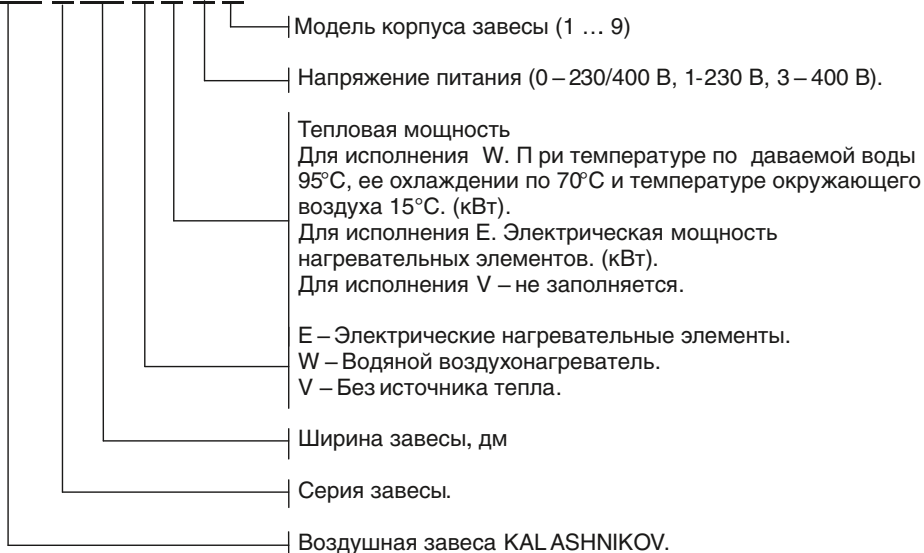 Модель корпуса завесы (1 … 9)
Напряжение питания (0 – 230/400 В, 1-230 В, 3 – 400 В).
Тепловая мощность
Для исполнения W. П ри температуре по даваемой воды
95°С, ее охлаждении по 70°С и температуре окружающего
воздуха 15°С. (кВт).
Для исполнения Е. Электрическая мощность
нагревательных элементов. (кВт).
Для исполнения V – не заполняется.
Е – Электрические нагревательные элементы.
W – Водяной воздухонагреватель.
V – Без источника тепла.
Ширина завесы, дм
Серия завесы.
Воздушная завеса KAL ASHNIKOV.